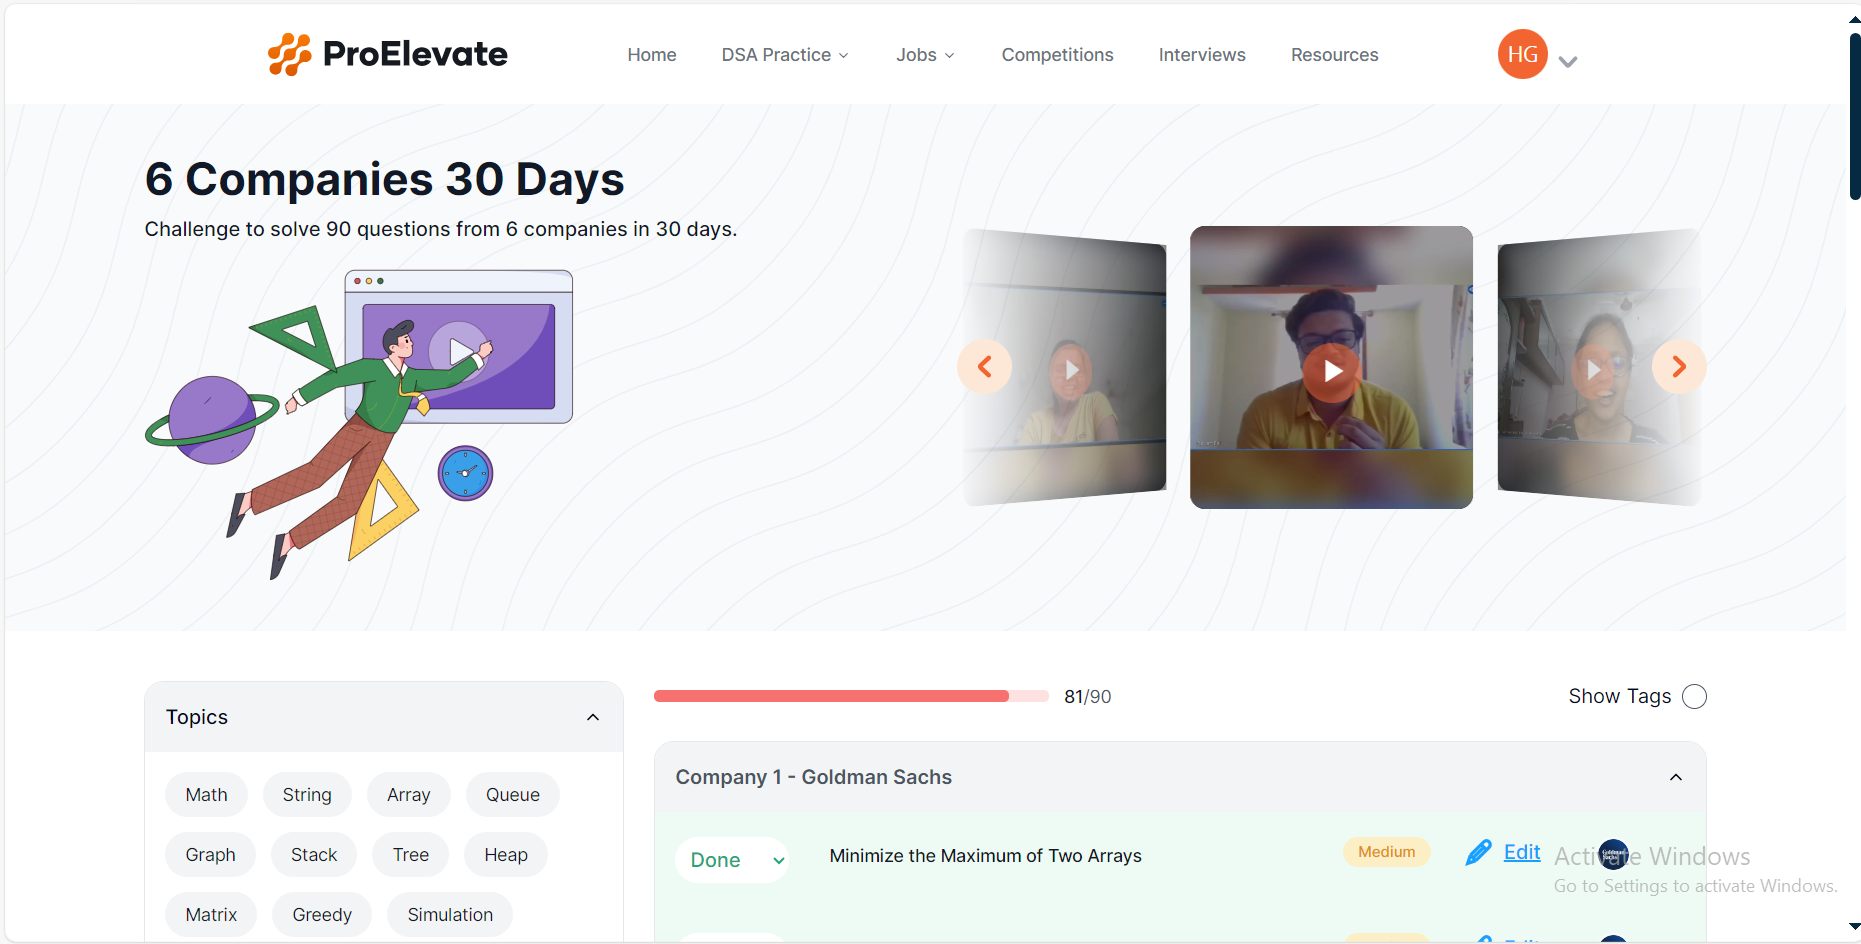 ProElevate
Home
DSA Practice
Jobs
Competitions
Interviews
Resources
HG
6 Companies 30 Days
Challenge to solve 90 questions from 6 companies in 30 days.
Topics
Math
String
Array
Queue
Graph
Stack
Tree
Heap
Matrix
Greedy
Simulation
81/90
Show Tags
Company 1 - Goldman Sachs
Done
Minimize the Maximum of Two Arrays
Medium
Edit
Goldman
Sachs
Activate Windows
Go to Settings to activate Windows.